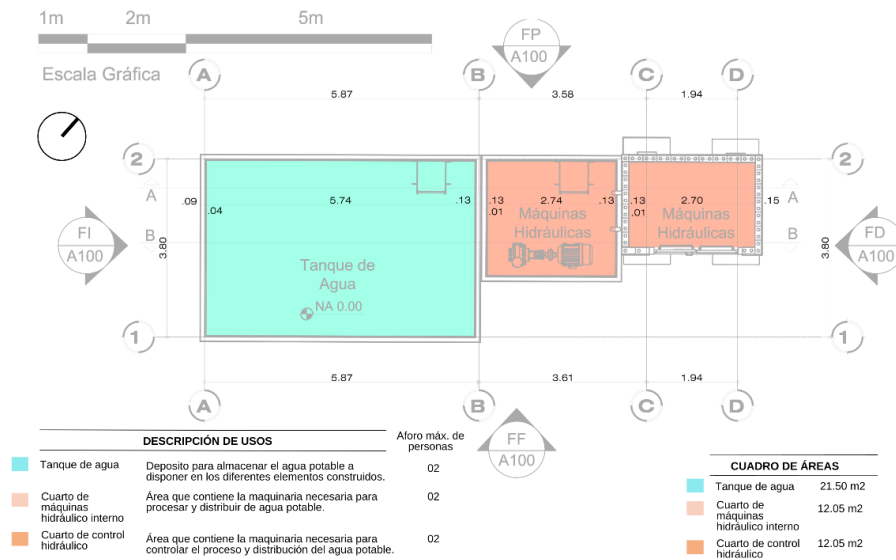 1m 2m 5m
Escala Gráfica
FP
A100
A B C D
5.87 3.58 1.94
2 2
A .09 .04 5.74 .13 .13 .01 2.74 .13 .13 .01 2.70 .15 A
Máquinas
Hidráulicas
Máquinas
Hidráulicas
FI
A100
B 3.80 3.80 B
FD
A100
Tanque de
Agua
NA 0.00
1 1
5.87 3.61 1.94
A B C D
FF
A100
DESCRIPCIÓN DE USOS
Aforo máx. de
personas
Tanque de agua
Deposito para almacenar el agua potable a
disponer en los diferentes elementos construidos.
02
Cuarto de
máquinas
hidráulico interno
Área que contiene la maquinaria necesaria para
procesar y distribuir de agua potable.
02
Cuarto de control
hidráulico
Área que contiene la maquinaria necesaria para
controlar el proceso y distribución del agua potable.
02
CUADRO DE ÁREAS
Tanque de agua 21.50 m2
Cuarto de
máquinas
hidráulico interno
12.05 m2
Cuarto de control
hidráulico
12.05 m2